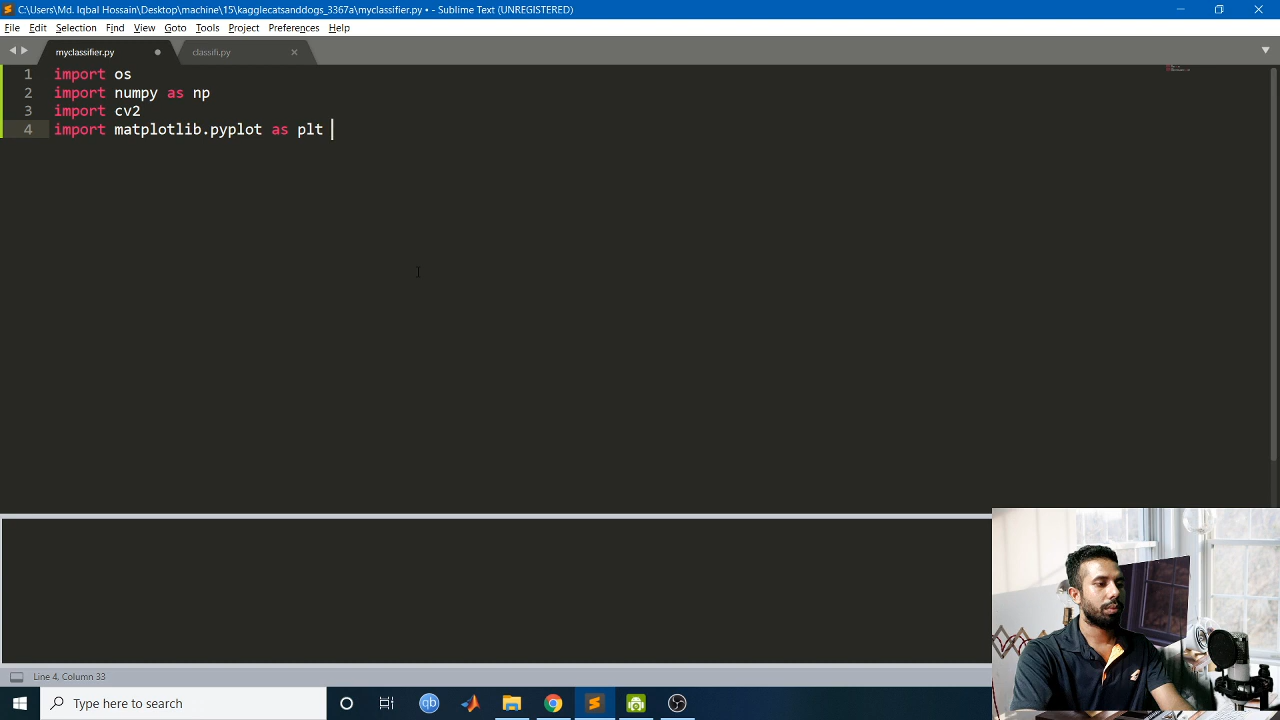 C:\Users\Md. Iqbal Hossain\Desktop\machine\15\kagglecatsanddogs_3367a\myclassifier.py • - Sublime Text (UNREGISTERED)
File Edit Selection Find View Goto Tools Project Preferences Help
myclassifier.py classifi.py
1 import os
2 import numpy as np
3 import cv2
4 import matplotlib.pyplot as plt
Line 4, Column 33
Type here to search
qb